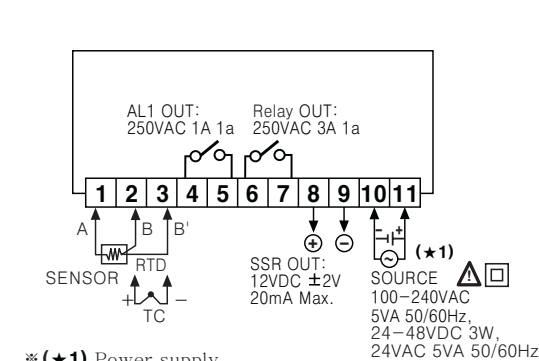 AL1 OUT:
250VAC 1A 1a
Relay OUT:
250VAC 3A 1a
1 2 3 4 5 6 7 8 9 10 11
A B B'
SENSOR
RTD
+ −
TC
+ −
SSR OUT:
12VDC ±2V
20mA Max.
− +
(★1)
SOURCE
100−240VAC
5VA 50/60Hz,
24−48VDC 3W,
24VAC 5VA 50/60Hz
※(★1) Power supply